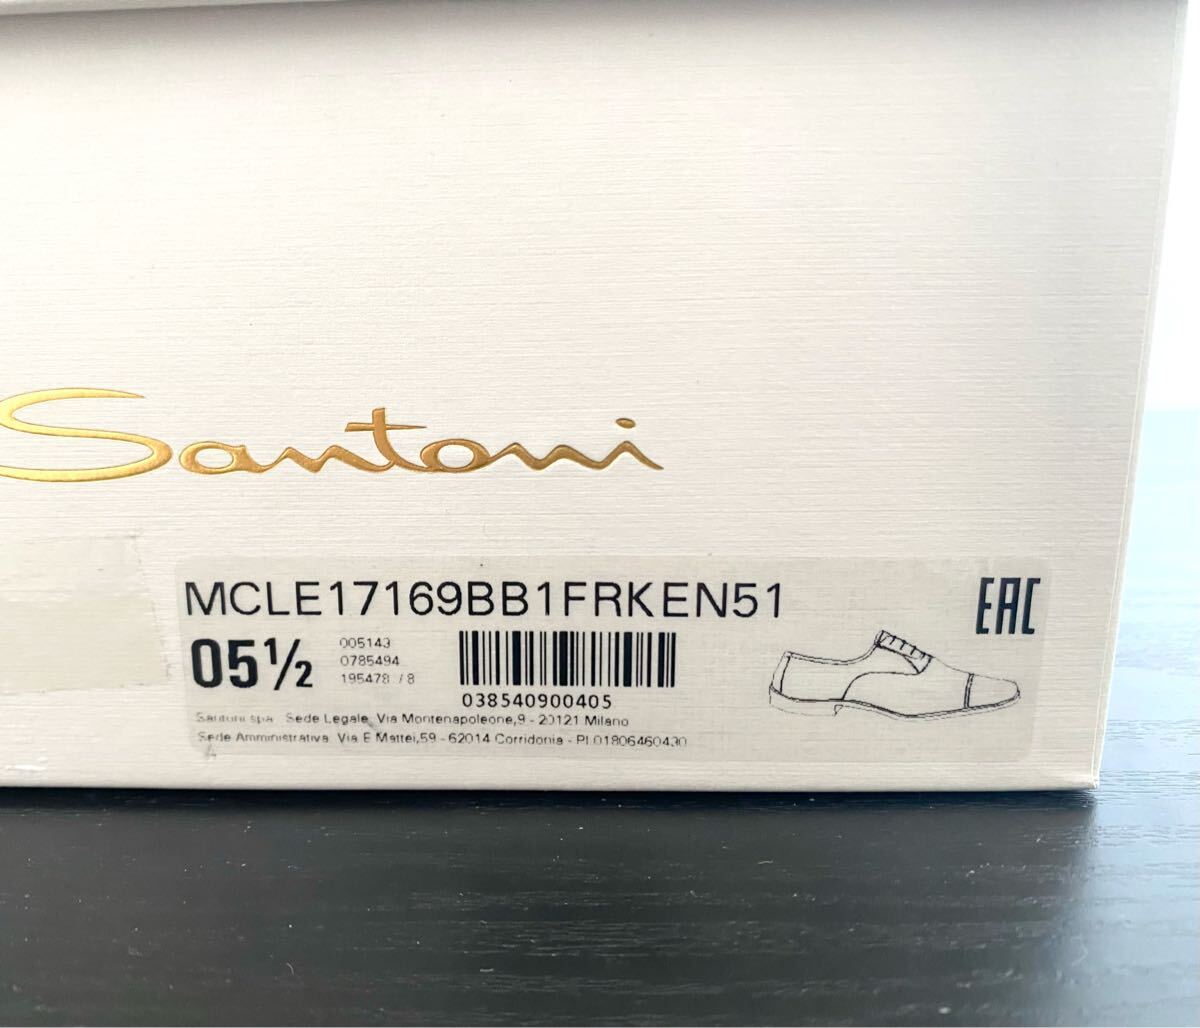 Santoni
MCLE17169BB1FRKEN51
EAC
05½
005143
0785494
195478 / 8
038540900405
Santoni spa Sede Legale, Via Montenapoleone,9 - 20121 Milano
Sede Amministrativa Via E Mattei,59 - 62014 Corridonia - PI 01806460430